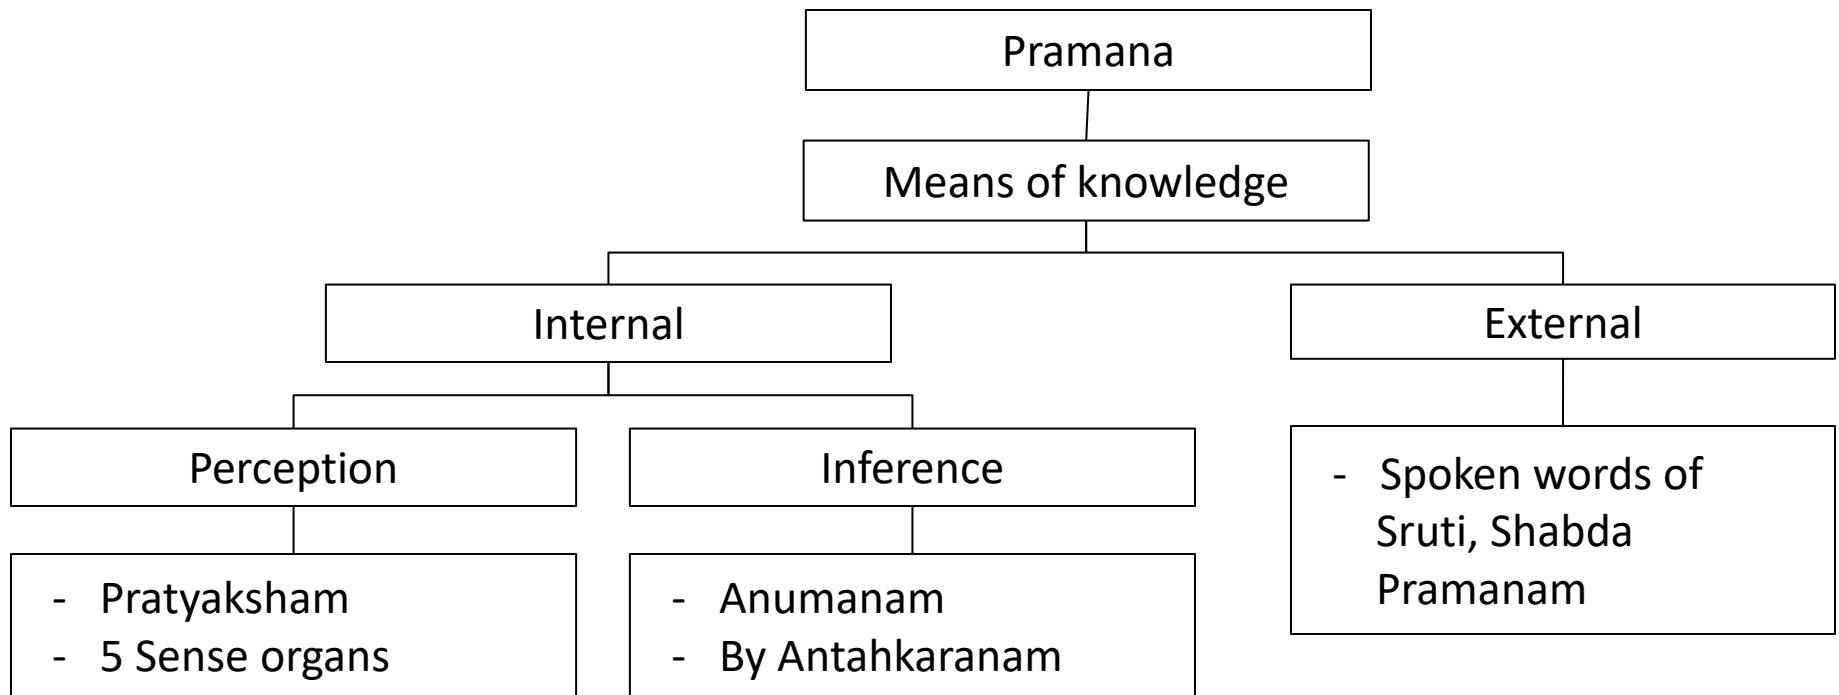 Pramana
Means of knowledge
Internal
External
Perception
Inference
- Pratyaksham
- 5 Sense organs
- Anumanam
- By Antahkaranam
- Spoken words of
Sruti, Shabda
Pramanam